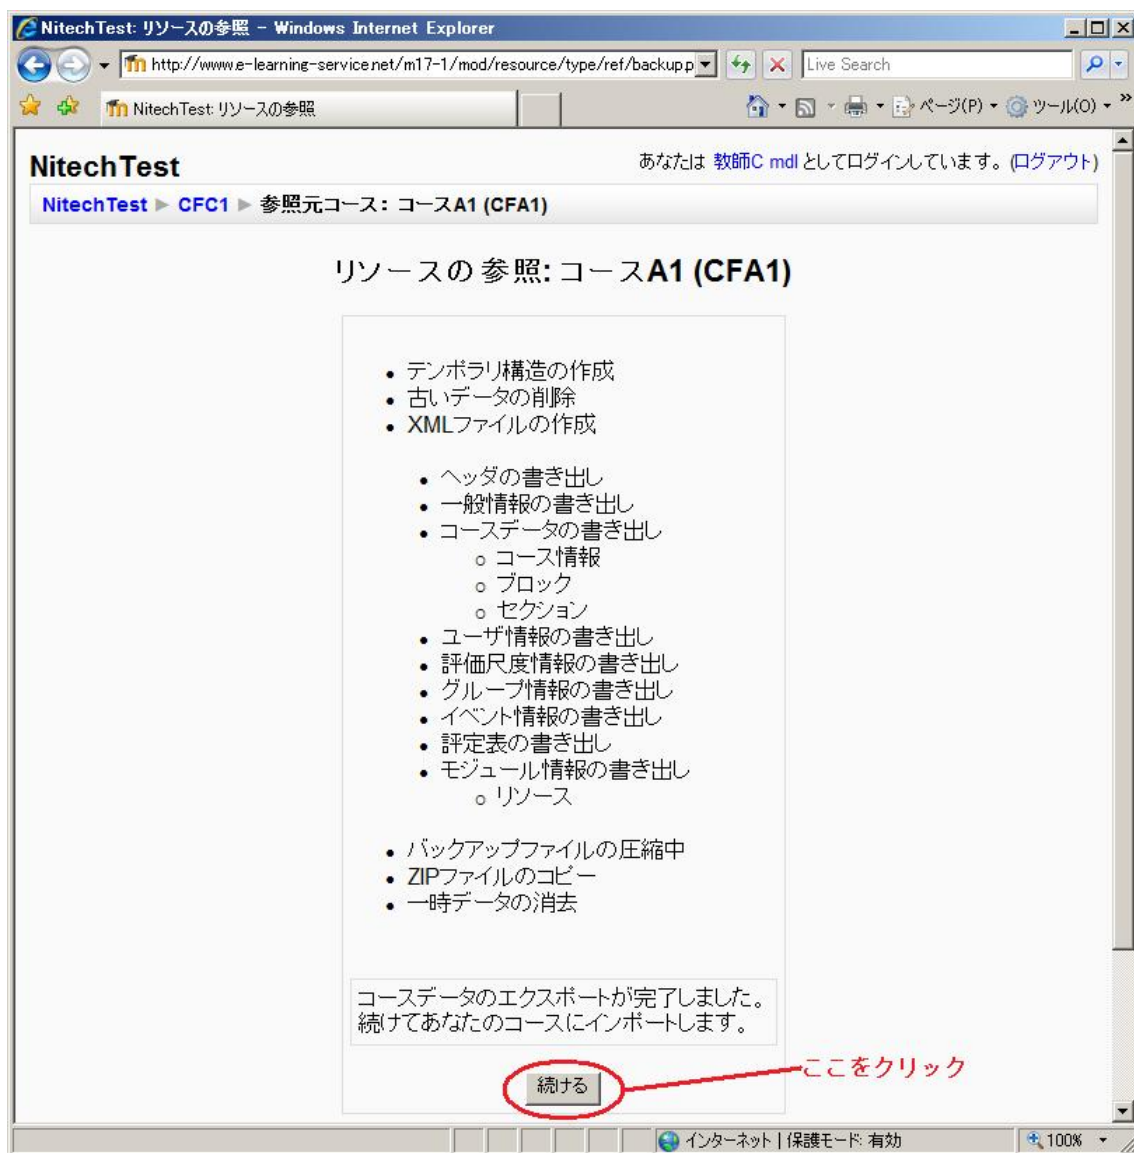 NitechTest: リソースの参照 - Windows Internet Explorer
http://www.e-learning-service.net/m17-1/mod/resource/type/ref/backup.p
Live Search
NitechTest: リソースの参照
ページ(P)
ツール(O)
NitechTest
あなたは 教師C mdl としてログインしています。(ログアウト)
NitechTest ► CFC1 ► 参照元コース: コースA1 (CFA1)
リソースの参照: コースA1 (CFA1)
テンポラリ構造の作成
古いデータの削除
XMLファイルの作成
ヘッダの書き出し
一般情報の書き出し
コースデータの書き出し
コース情報
ブロック
セクション
ユーザ情報の書き出し
評価尺度情報の書き出し
グループ情報の書き出し
イベント情報の書き出し
評定表の書き出し
モジュール情報の書き出し
リソース
バックアップファイルの圧縮中
ZIPファイルのコピー
一時データの消去
コースデータのエクスポートが完了しました。
続けてあなたのコースにインポートします。
ここをクリック
続ける
インターネット | 保護モード: 有効
100%